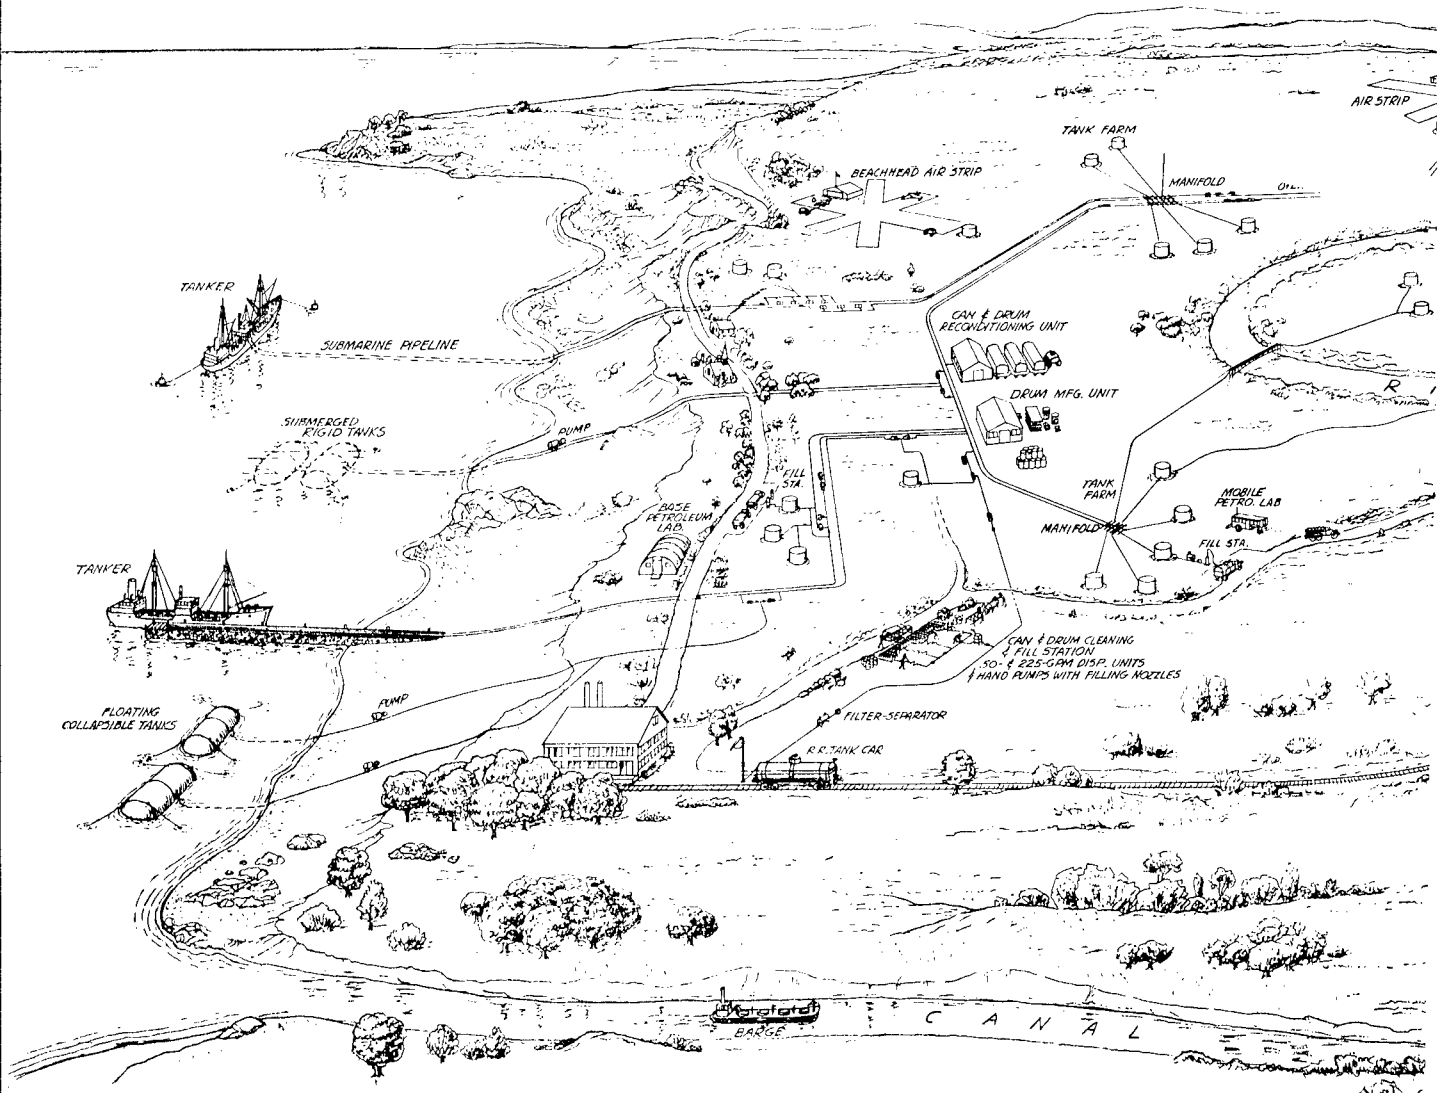 AIR STRIP
TANK FARM
MANIFOLD
BEACHHEAD AIR STRIP
TANKER
SUBMARINE PIPELINE
CAN & DRUM
RECONDITIONING UNIT
DRUM MFG. UNIT
R
SUBMERGED
RIGID TANKS
PUMP
FILL
STA.
TANK
FARM
MANIFOLD
MOBILE
PETRO. LAB
FILL STA.
BASE
PETROLEUM
LAB.
TANKER
CAN & DRUM CLEANING
& FILL STATION
50- & 225-GPM DISP. UNITS
& HAND PUMPS WITH FILLING NOZZLES
FLOATING
COLLAPSIBLE TANKS
PUMP
FILTER-SEPARATOR
R.R. TANK CAR
BARGE
CANAL